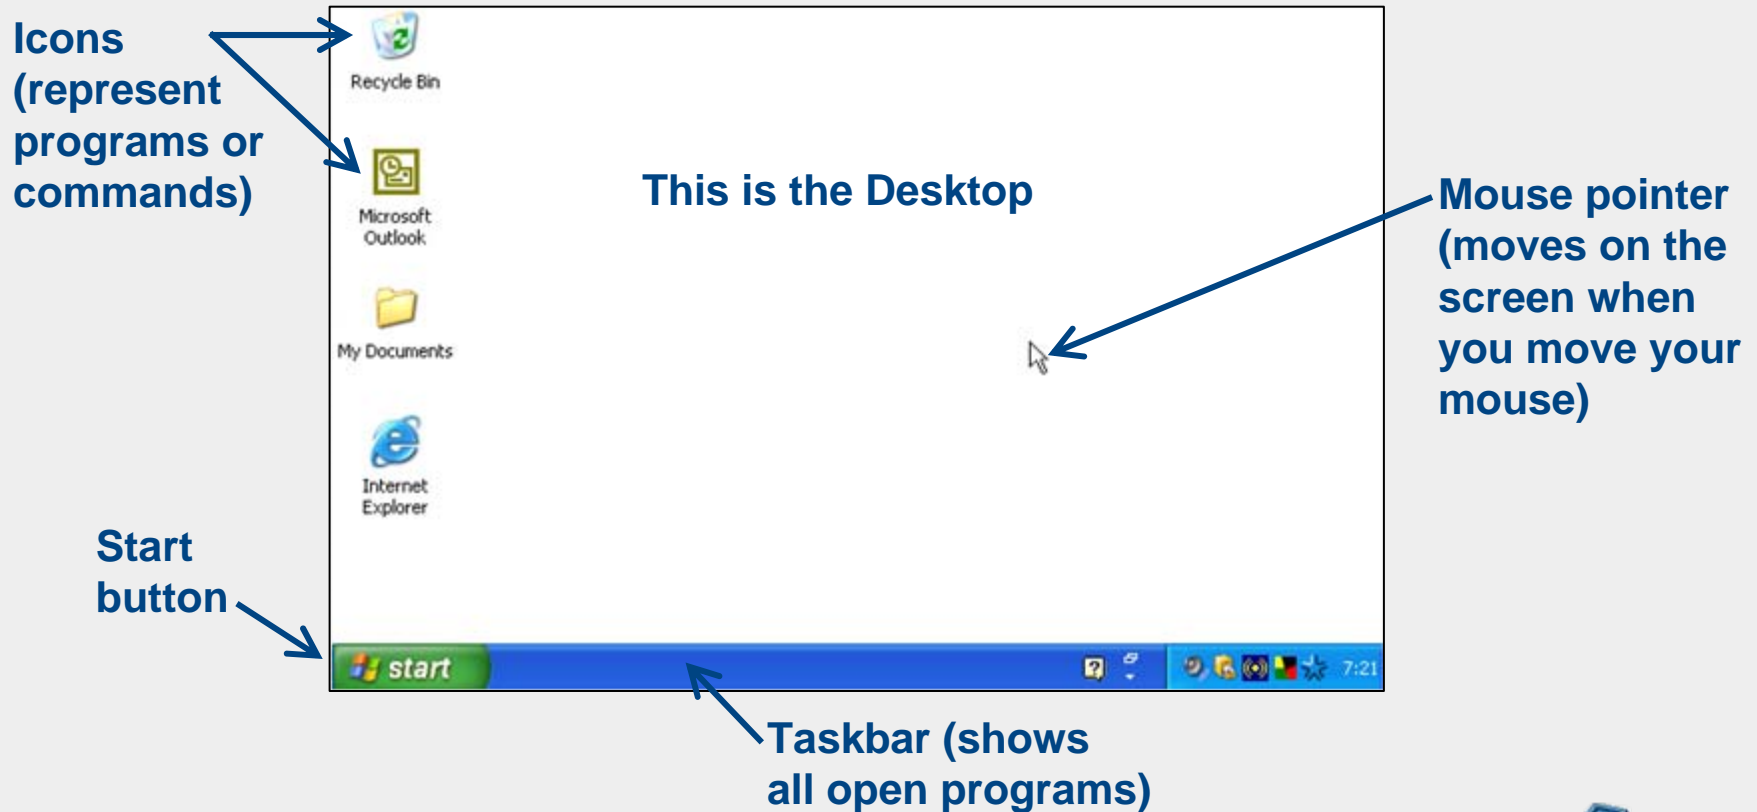 Icons
(represent
programs or
commands)
Recycle Bin
Microsoft
Outlook
My Documents
Internet
Explorer
This is the Desktop
Mouse pointer
(moves on the
screen when
you move your
mouse)
Start
button
start
7:21
Taskbar (shows
all open programs)